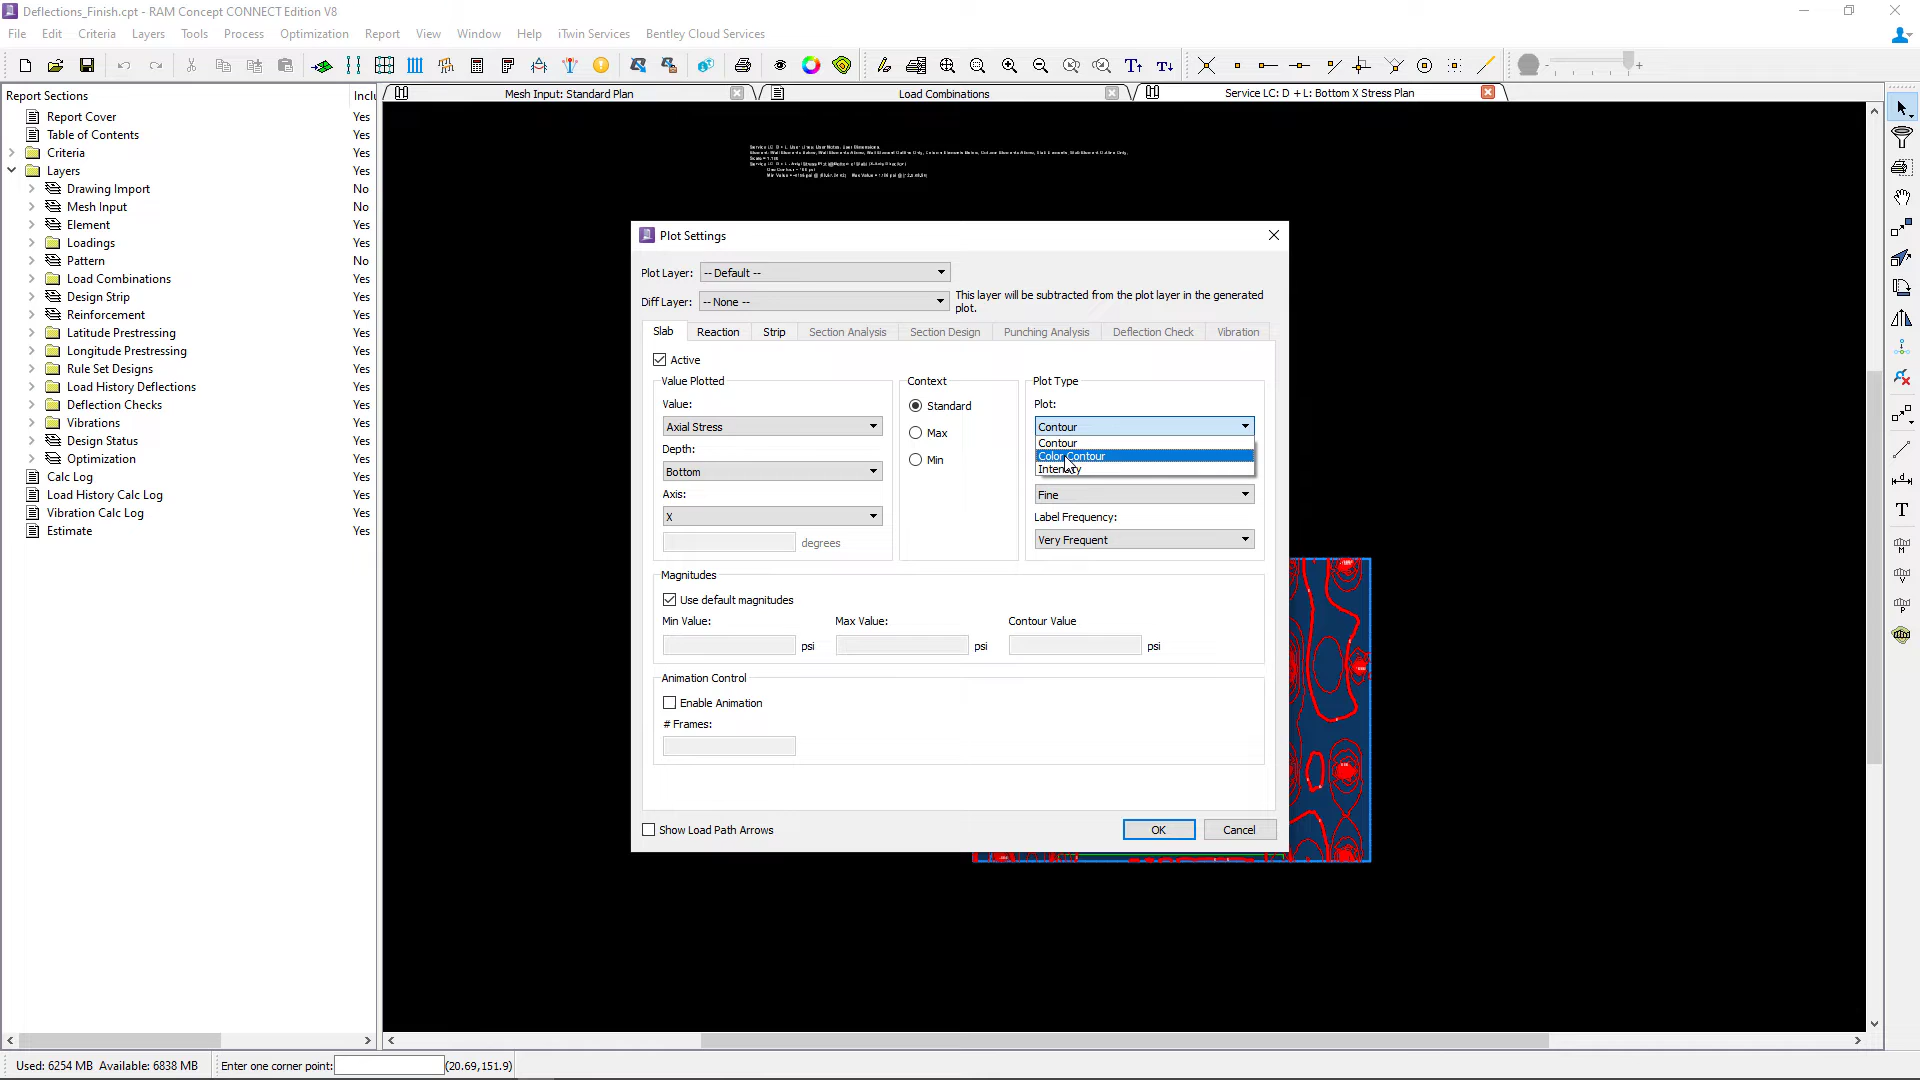 Deflections_Finish.cpt - RAM Concept CONNECT Edition V8
File Edit Criteria Layers Tools Process Optimization Report View Window Help iTwin Services Bentley Cloud Services
Report Sections
Mesh Input: Standard Plan
Load Combinations
Service LC: D + L: Bottom X Stress Plan
Report Cover Yes
Table of Contents Yes
Criteria Yes
Layers Yes
Drawing Import No
Mesh Input No
Element Yes
Loadings Yes
Pattern No
Load Combinations Yes
Design Strip Yes
Reinforcement Yes
Latitude Prestressing Yes
Longitude Prestressing Yes
Rule Set Designs Yes
Load History Deflections Yes
Deflection Checks Yes
Vibrations Yes
Design Status Yes
Optimization Yes
Calc Log Yes
Load History Calc Log Yes
Vibration Calc Log Yes
Estimate Yes
Plot Settings
Plot Layer: -- Default --
Diff Layer: -- None --
This layer will be subtracted from the plot layer in the generated
plot.
Slab Reaction Strip Section Analysis Section Design Punching Analysis Deflection Check Vibration
Active
Value Plotted
Value:
Axial Stress
Depth:
Bottom
Axis:
X
degrees
Context
Standard
Max
Min
Plot Type
Plot:
Contour
Contour
Color Contour
Intensity
Fine
Label Frequency:
Very Frequent
Magnitudes
Use default magnitudes
Min Value: Max Value: Contour Value
psi psi psi
Animation Control
Enable Animation
# Frames:
Show Load Path Arrows
OK Cancel
Used: 6254 MB Available: 6838 MB Enter one corner point: (20.69,151.9)